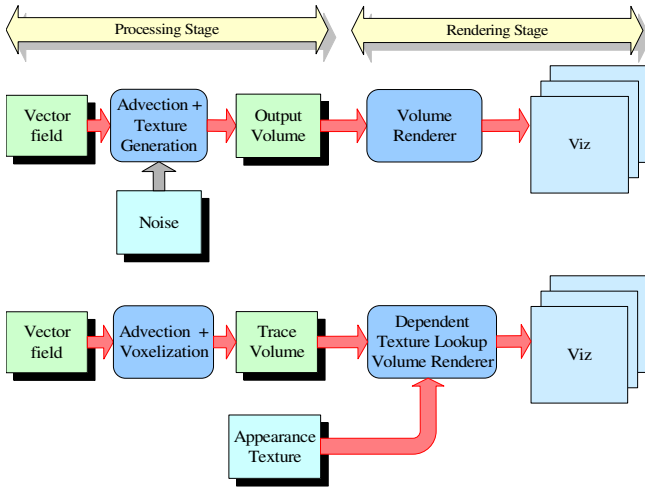 Processing Stage
Rendering Stage
Vector
field
Advection +
Texture
Generation
Output
Volume
Volume
Renderer
Viz
Noise
Vector
field
Advection +
Voxelization
Trace
Volume
Dependent
Texture Lookup
Volume Renderer
Viz
Appearance
Texture